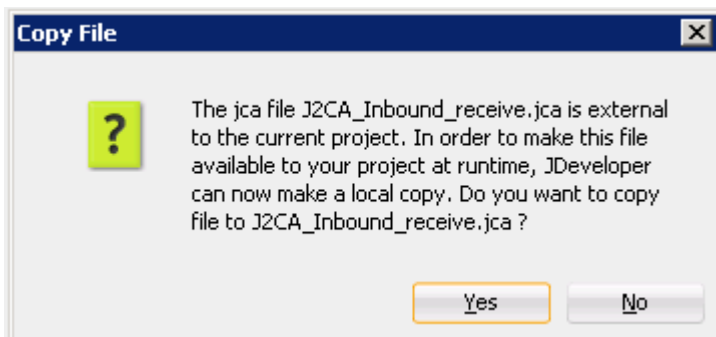 Copy File
The jca file J2CA_Inbound_receive.jca is external
to the current project. In order to make this file
available to your project at runtime, JDeveloper
can now make a local copy. Do you want to copy
file to J2CA_Inbound_receive.jca ?
Yes No